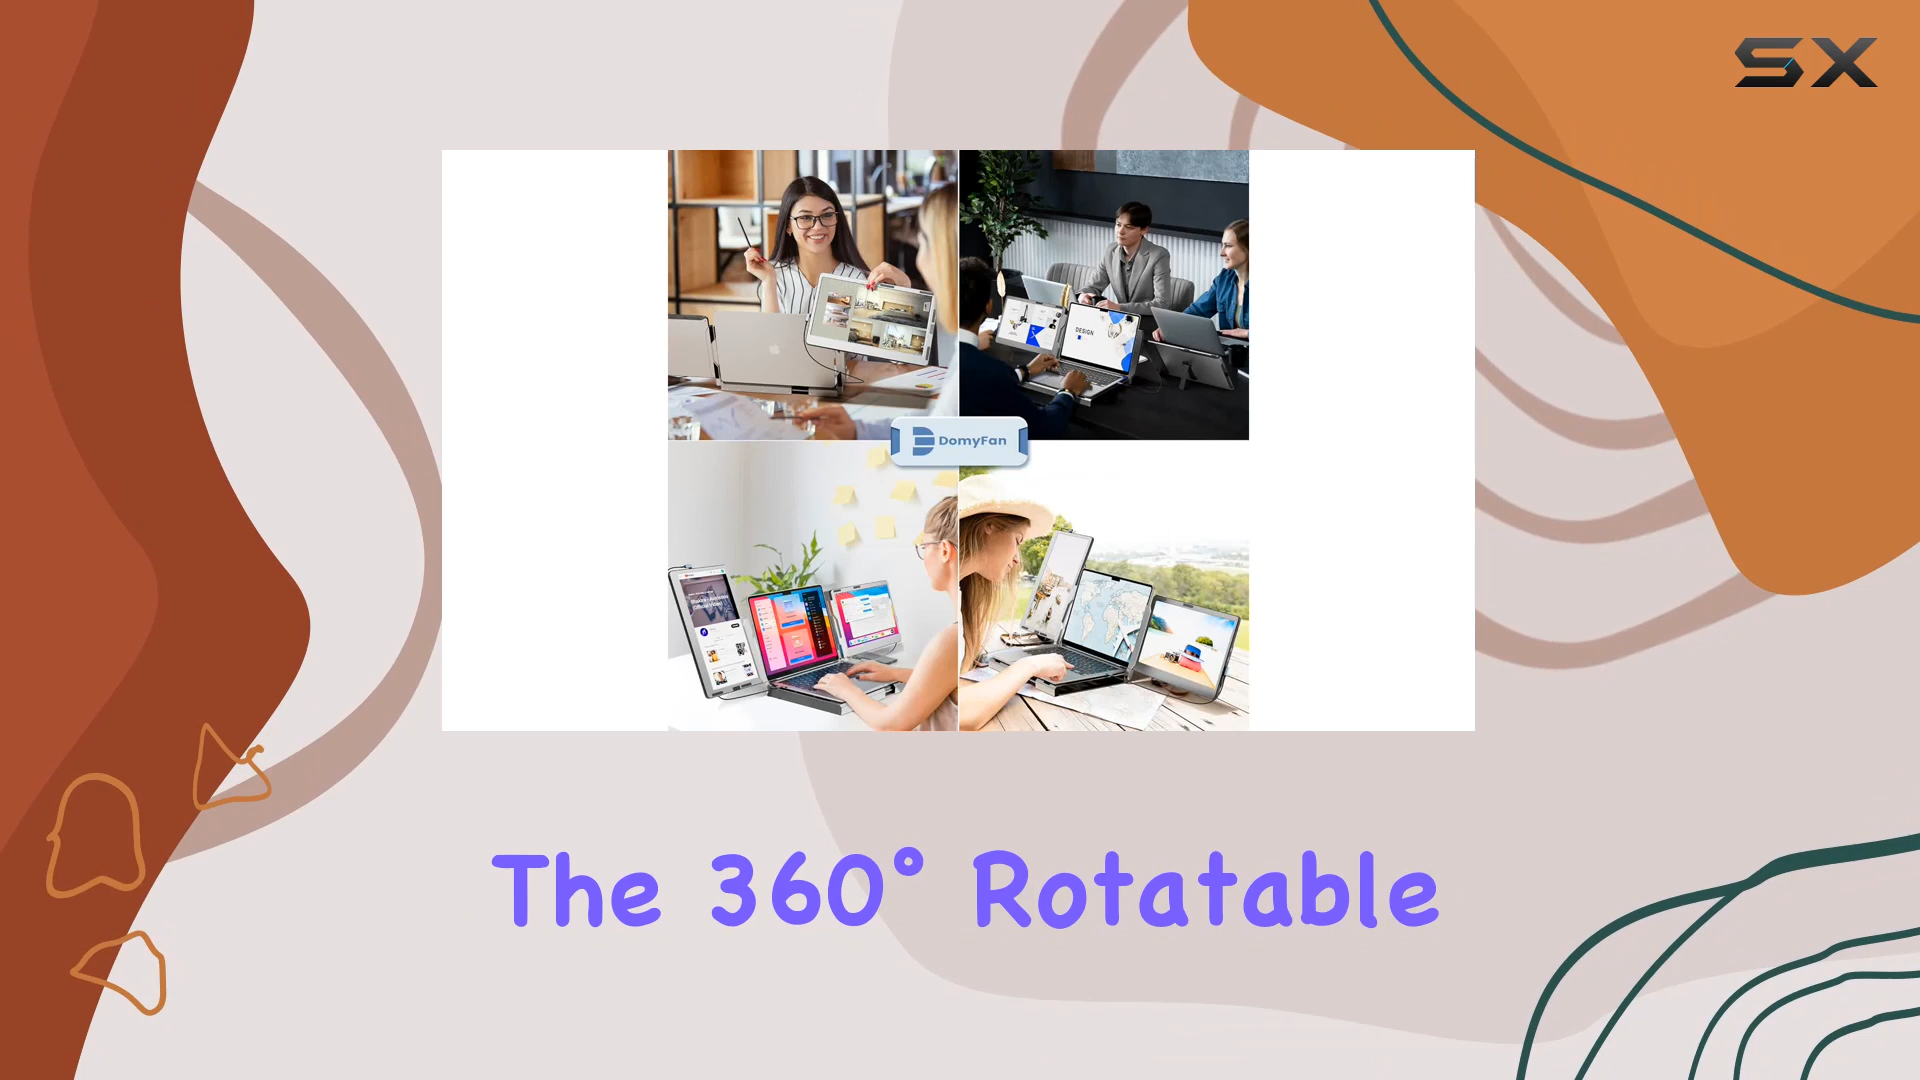 SX
DESIGN
DomyFan
The 360° Rotatable